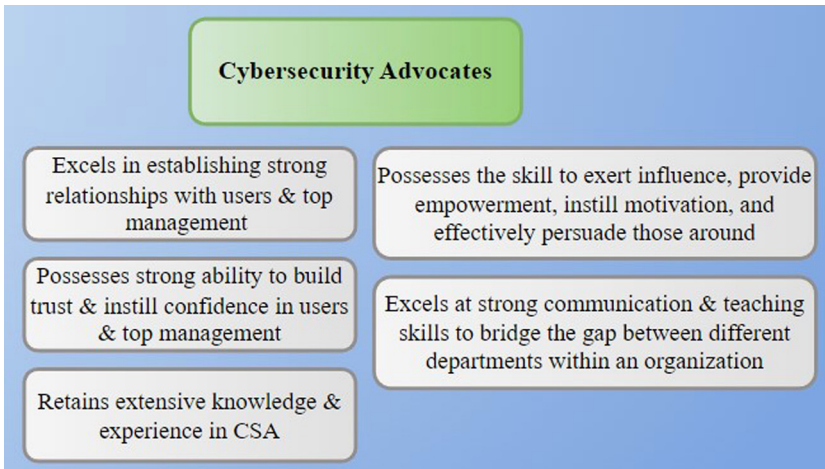 Cybersecurity Advocates
Excels in establishing strong
relationships with users & top
management
Possesses strong ability to build
trust & instill confidence in users
& top management
Retains extensive knowledge &
experience in CSA
Possesses the skill to exert influence, provide
empowerment, instill motivation, and
effectively persuade those around
Excels at strong communication & teaching
skills to bridge the gap between different
departments within an organization